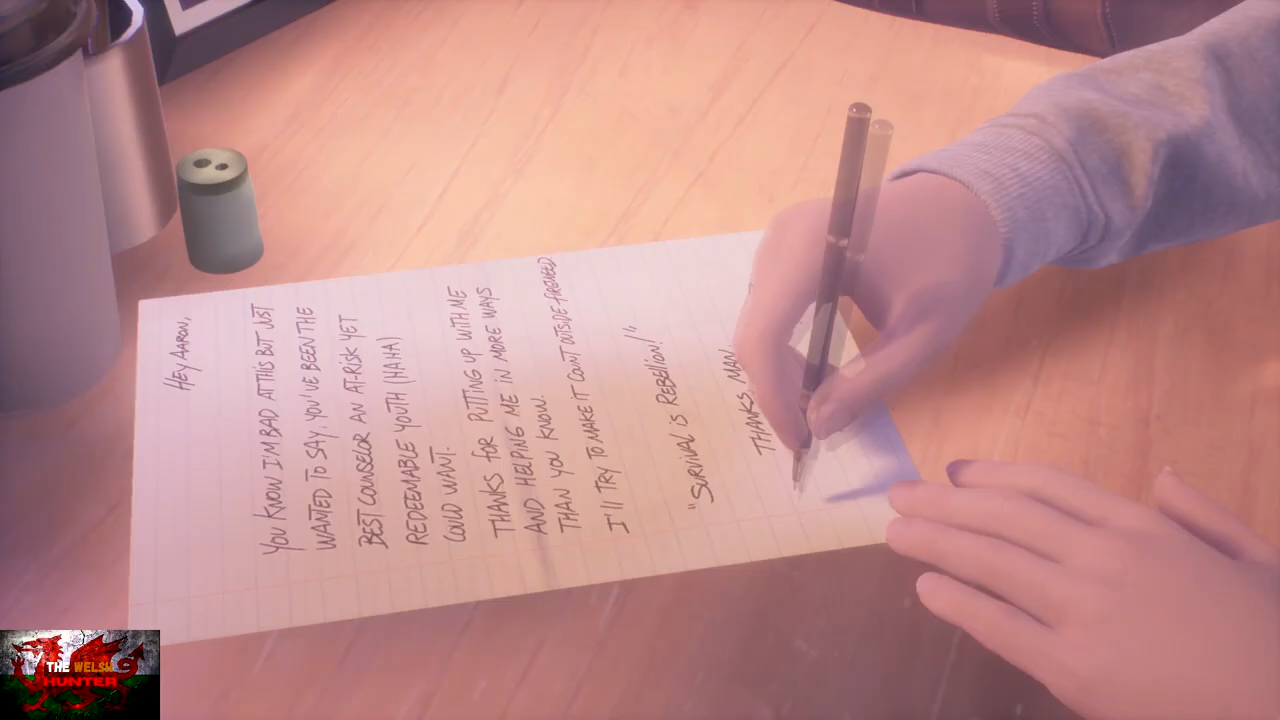 Hey Aaron,
You know I'm bad at this but just
wanted to say, you've been the
best counselor an at-risk yet
redeemable youth (haha)
could want.
Thanks for putting up with me
and helping me in more ways
than you know.
I'll try to make it count outside Fireweed
"Survival is Rebellion!"
Thanks, man
THE WELSH
HUNTER